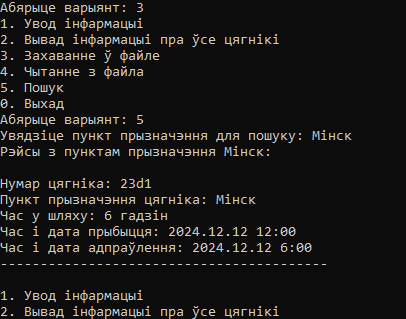 Абярыце варыянт: 3
1. Увод інфармацыі
2. Вывад інфармацыі пра ўсе цягнікі
3. Захаванне ў файле
4. Чытанне з файла
5. Пошук
0. Выхад
Абярыце варыянт: 5
Увядзіце пункт прызначэння для пошуку: Мінск
Рэйсы з пунктам прызначэння Мінск:
Нумар цягніка: 23d1
Пункт прызначэння цягніка: Мінск
Час у шляху: 6 гадзін
Час і дата прыбыцця: 2024.12.12 12:00
Час і дата адпраўлення: 2024.12.12 6:00
------------------------------------------
1. Увод інфармацыі
2. Вывад інфармацыі пра ўсе цягнікі